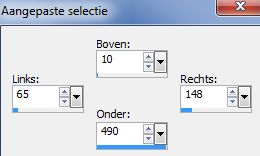 Aangepaste selectie
Boven:
10
Links:
65
Rechts:
148
Onder:
490